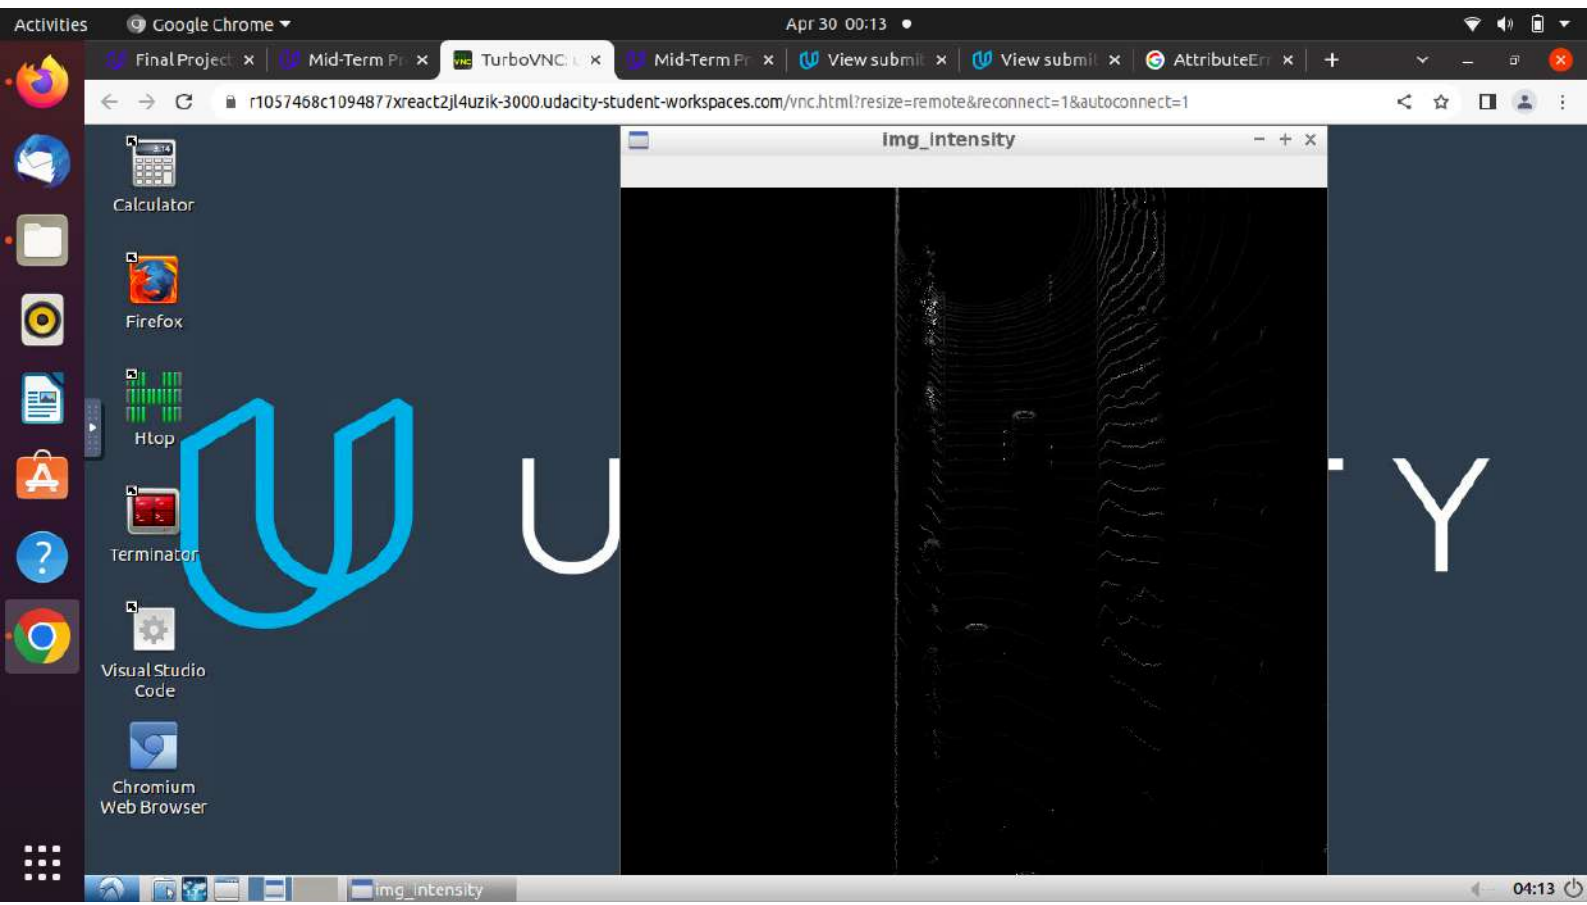 Activities
Google Chrome
Apr 30 00:13
Final Project
Mid-Term Pr
TurboVNC: u
Mid-Term Pr
View submit
View submit
AttributeErr
r1057468c1094877xreact2jl4uzik-3000.udacity-student-workspaces.com/vnc.html?resize=remote&reconnect=1&autoconnect=1
img_intensity
Calculator
Firefox
Htop
Terminator
Visual Studio
Code
Chromium
Web Browser
U
Y
img_intensity
04:13